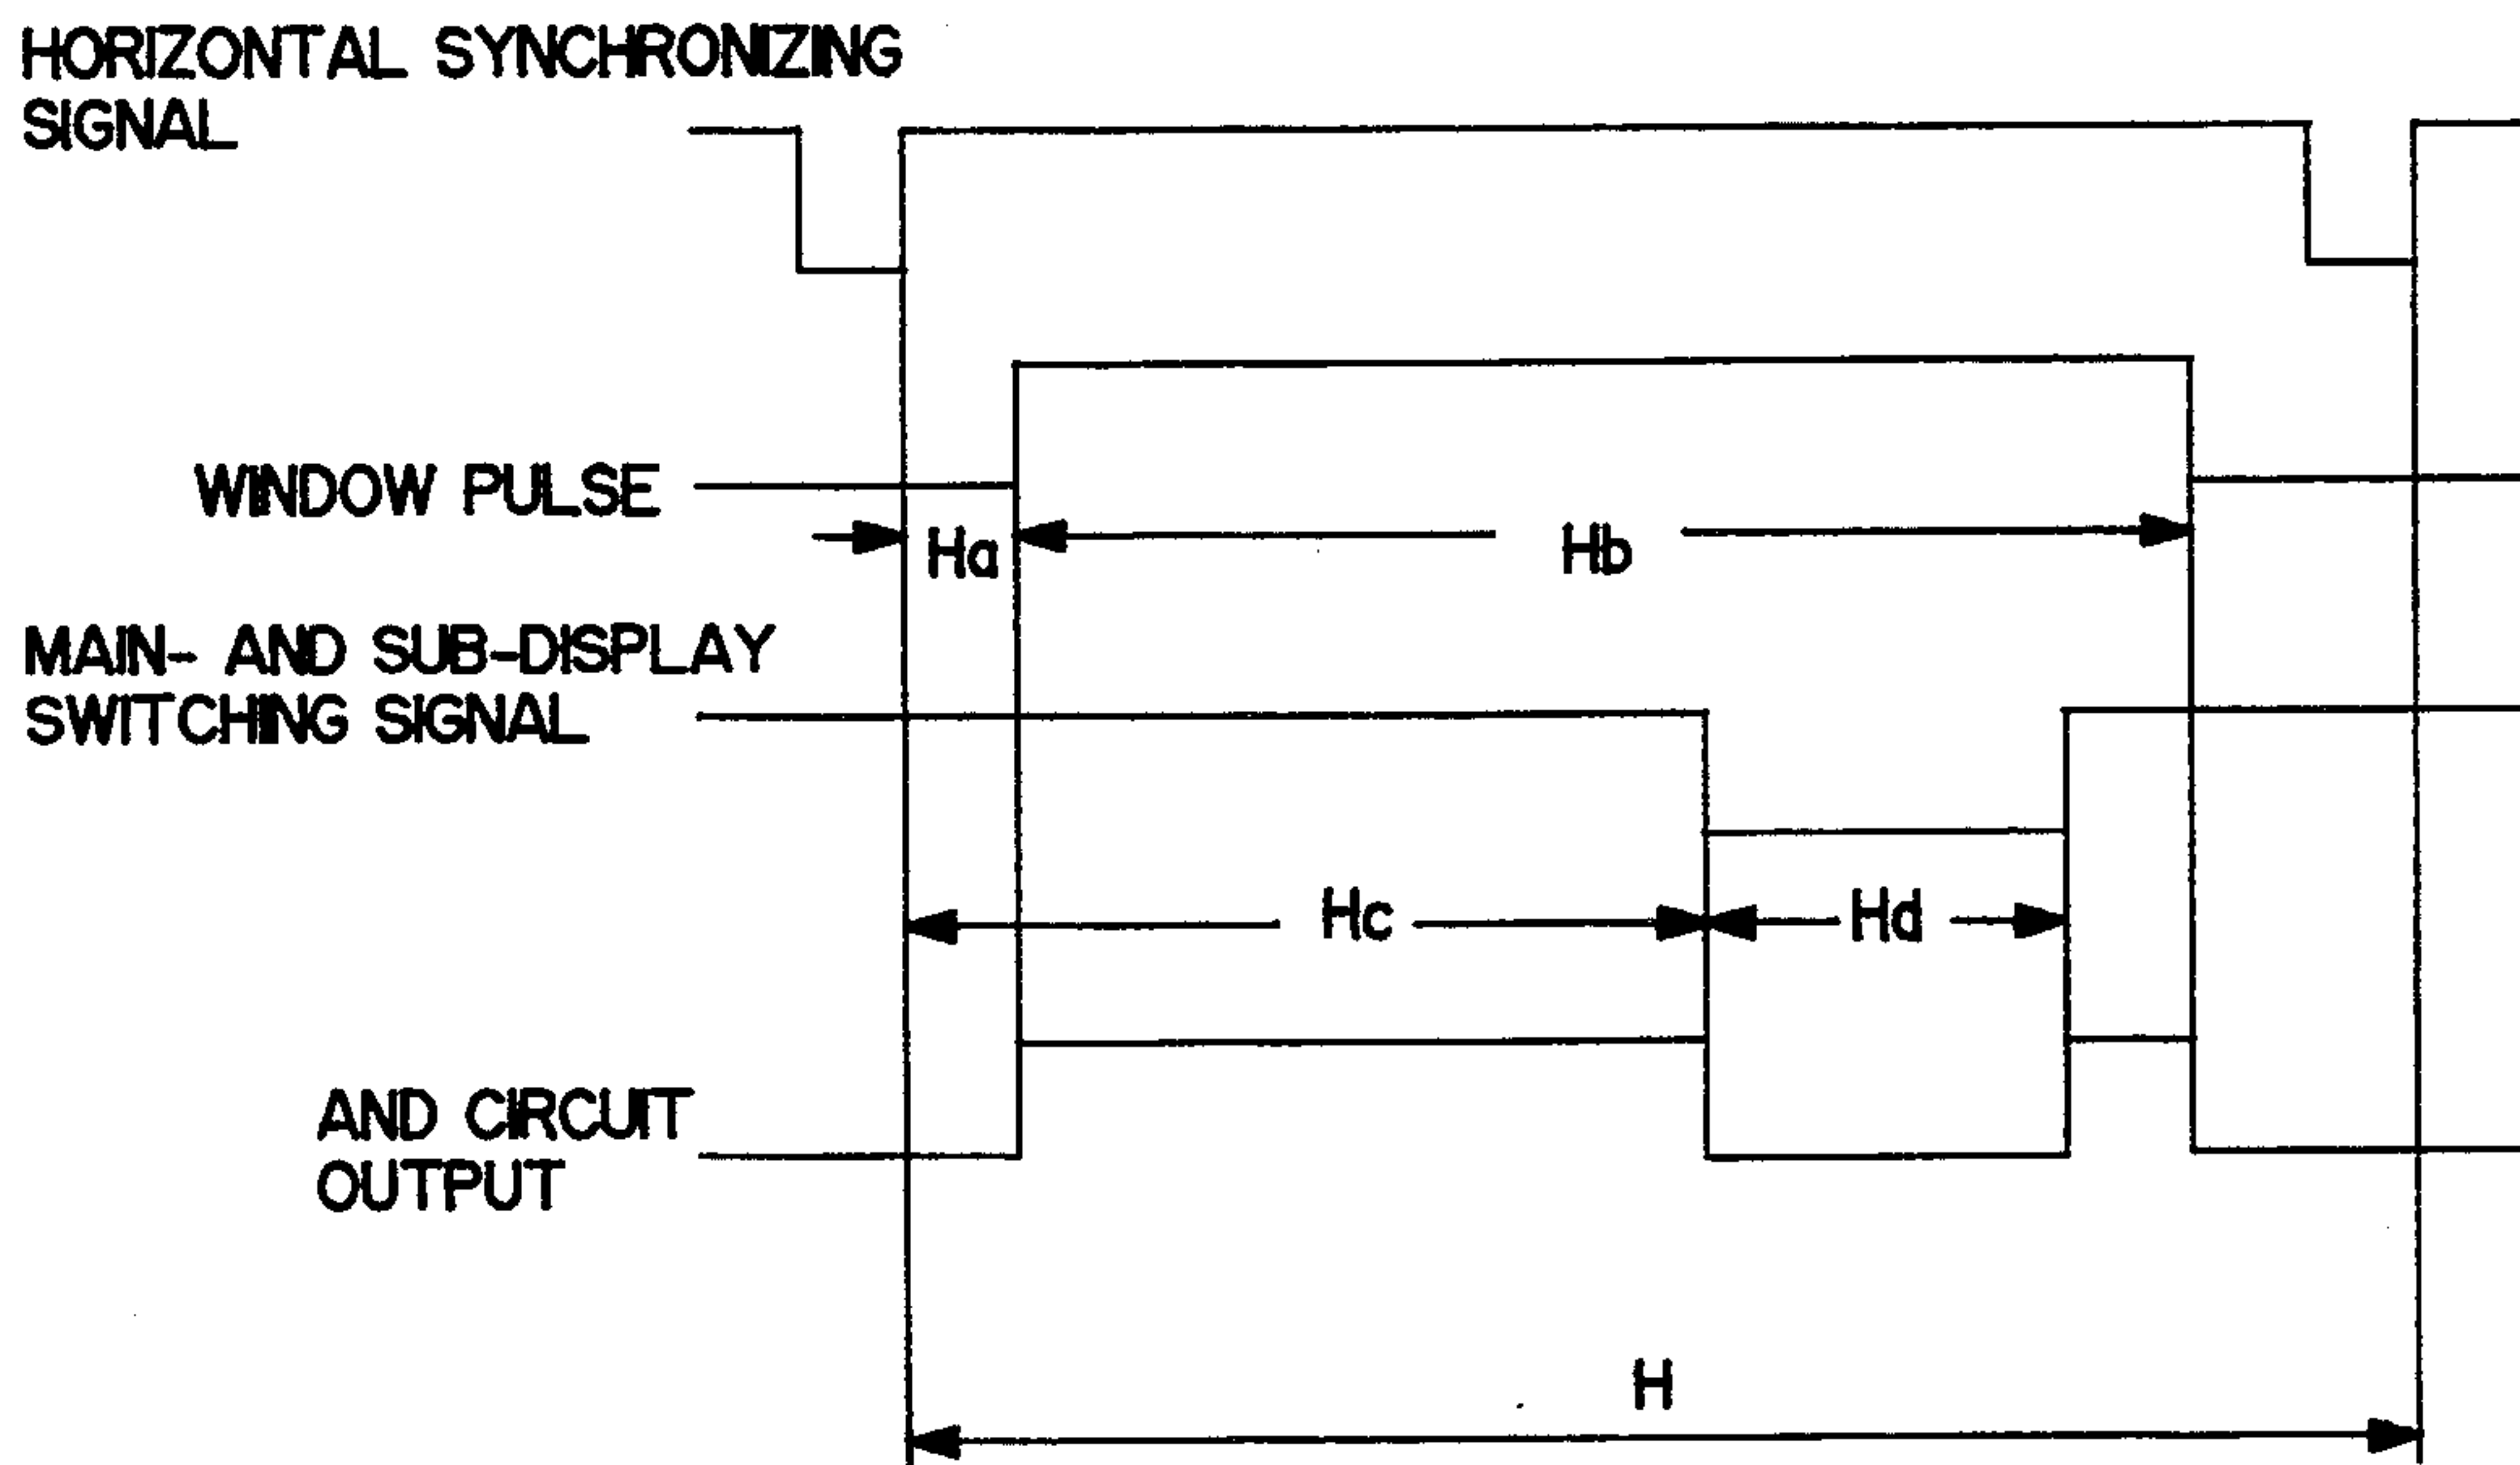 HORIZONTAL SYNCHRONIZING
SIGNAL
WINDOW PULSE
Ha
Hb
MAIN- AND SUB-DISPLAY
SWITCHING SIGNAL
Hc
Hd
AND CIRCUIT
OUTPUT
H